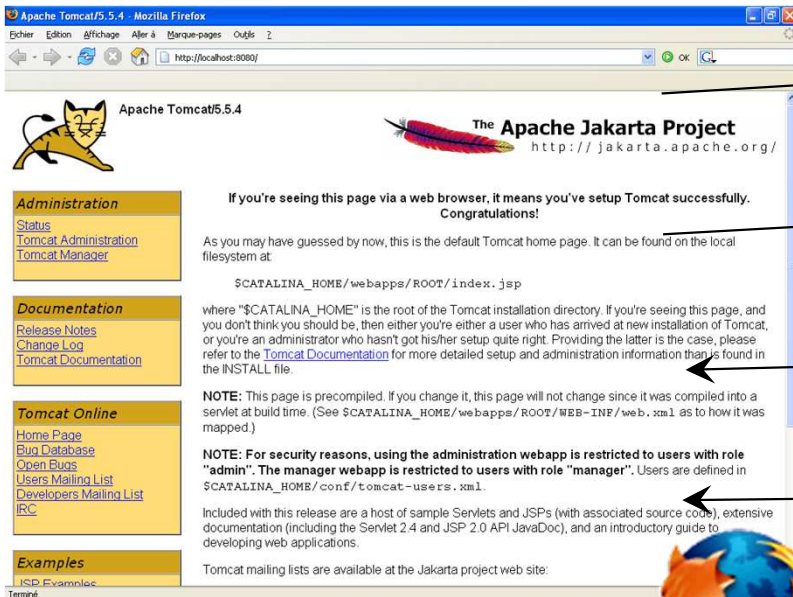 Apache Tomcat/5.5.4 - Mozilla Firefox
Fichier Edition Affichage Aller à Marque-pages Outils ?
http://localhost:8080/
OK
G
Apache Tomcat/5.5.4
The Apache Jakarta Project
http://jakarta.apache.org/
Administration
Status
Tomcat Administration
Tomcat Manager
Documentation
Release Notes
Change Log
Tomcat Documentation
Tomcat Online
Home Page
Bug Database
Open Bugs
Users Mailing List
Developers Mailing List
IRC
Examples
JSP Examples
If you're seeing this page via a web browser, it means you've setup Tomcat successfully.
Congratulations!
As you may have guessed by now, this is the default Tomcat home page. It can be found on the local
filesystem at:
$CATALINA_HOME/webapps/ROOT/index.jsp
where "$CATALINA_HOME" is the root of the Tomcat installation directory. If you're seeing this page, and
you don't think you should be, then either you're either a user who has arrived at new installation of Tomcat,
or you're an administrator who hasn't got his/her setup quite right. Providing the latter is the case, please
refer to the Tomcat Documentation for more detailed setup and administration information than is found in
the INSTALL file.
NOTE: This page is precompiled. If you change it, this page will not change since it was compiled into a
servlet at build time. (See $CATALINA_HOME/webapps/ROOT/WEB-INF/web.xml as to how it was
mapped.)
NOTE: For security reasons, using the administration webapp is restricted to users with role
"admin". The manager webapp is restricted to users with role "manager". Users are defined in
$CATALINA_HOME/conf/tomcat-users.xml.
Included with this release are a host of sample Servlets and JSPs (with associated source code), extensive
documentation (including the Servlet 2.4 and JSP 2.0 API JavaDoc), and an introductory guide to
developing web applications.
Tomcat mailing lists are available at the Jakarta project web site:
Terminé